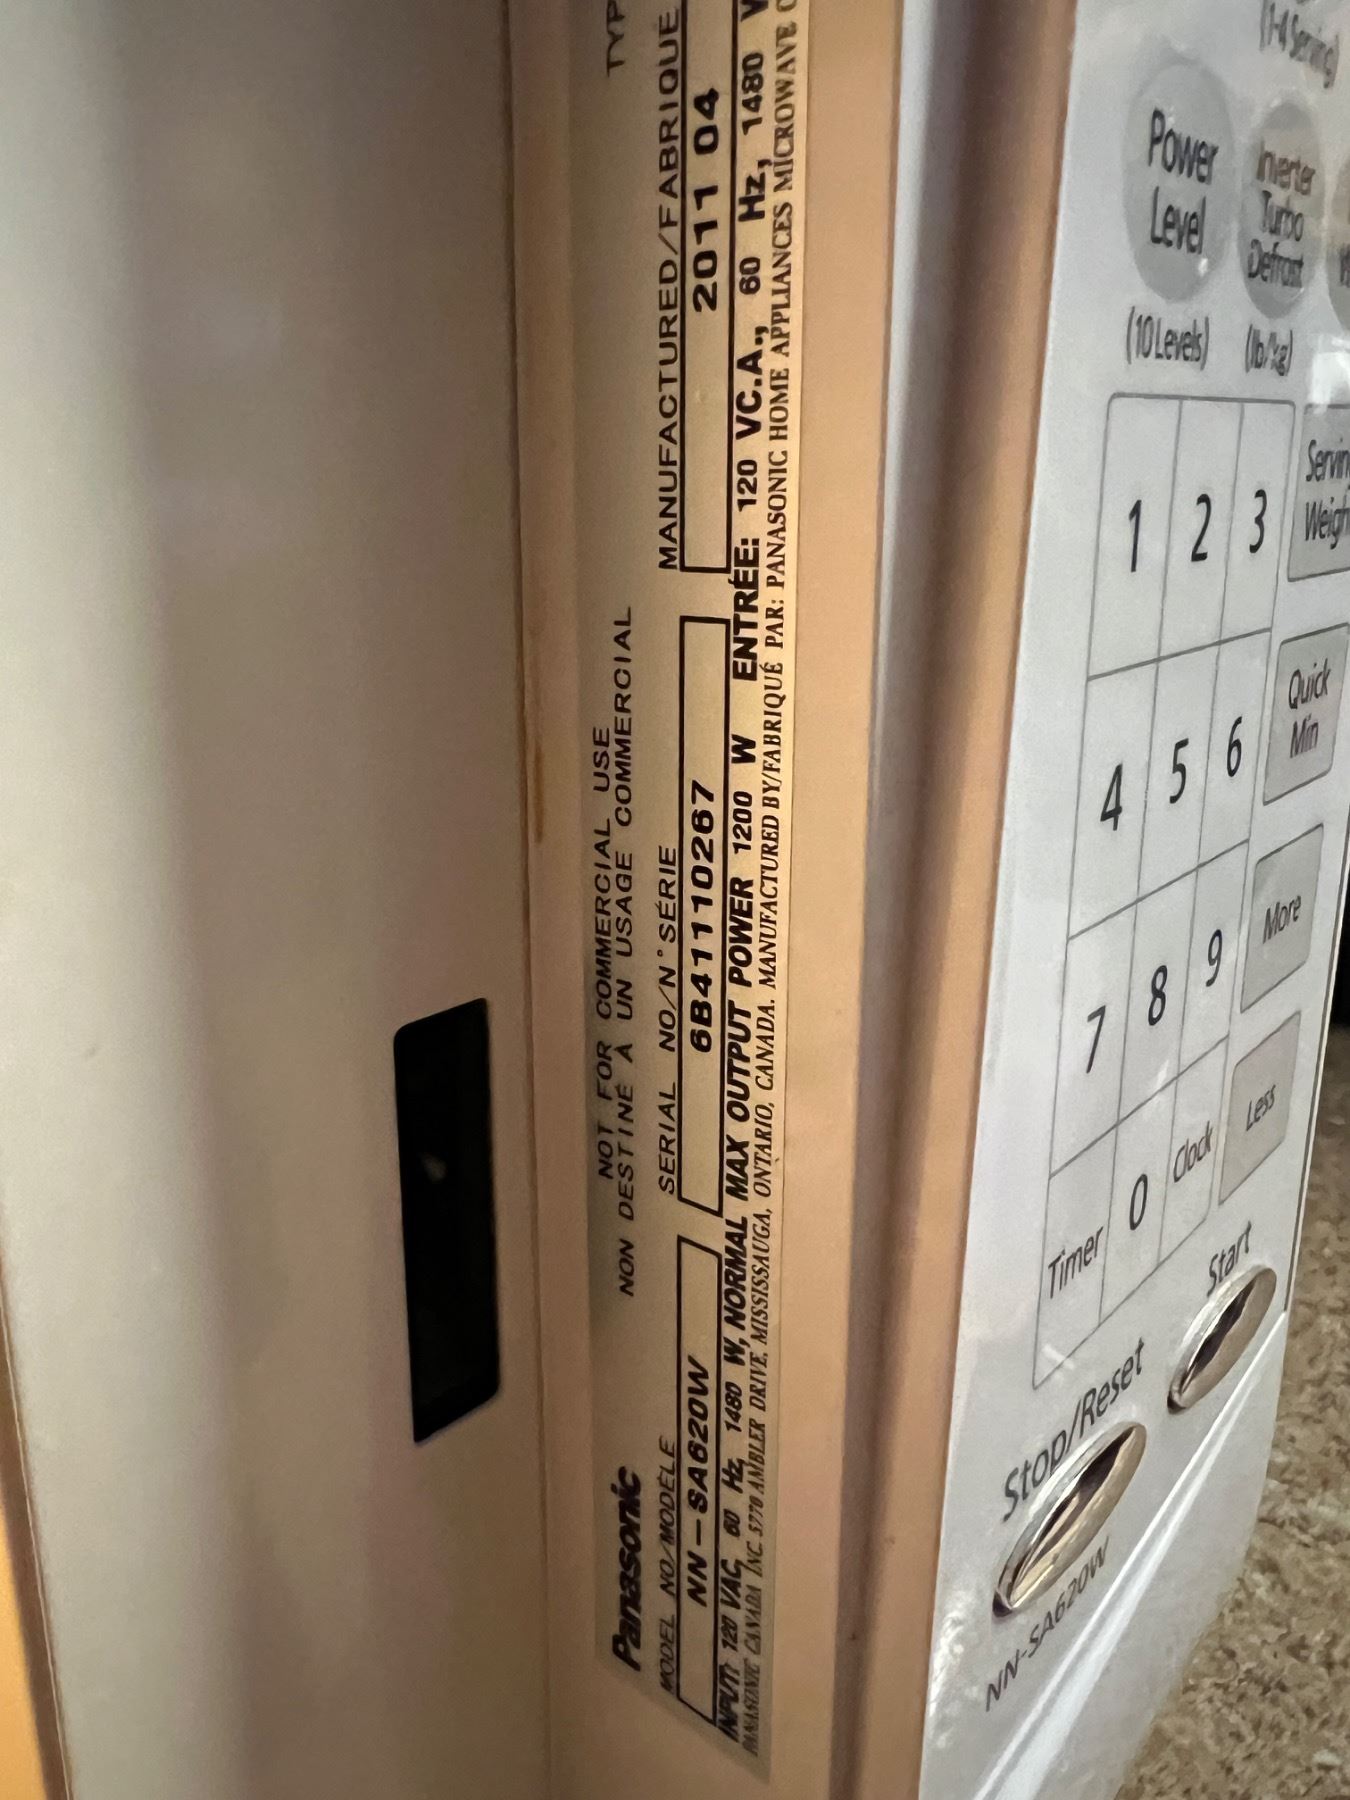 Panasonic
NOT FOR COMMERCIAL USE
NON DESTINÉ À UN USAGE COMMERCIAL
MODEL NO/MODÈLE
NN-SA620W
SERIAL NO/N° SÉRIE
6B41110267
MANUFACTURED/FABRIQUÉ
2011 04
INPUT: 120 VAC, 60 Hz, 1480 W, NORMAL MAX OUTPUT POWER 1200 W ENTRÉE: 120 VC.A., 60 Hz, 1480
PANASONIC CANADA INC. 5770 AMBLER DRIVE, MISSISSAUGA, ONTARIO, CANADA. MANUFACTURED BY/FABRIQUÉ PAR: PANASONIC HOME APPLIANCES MICROWAVE
(1-4 Serving)
Power Level
Inverter Turbo Defrost
(10 Levels)
(lb/kg)
1 2 3
4 5 6
Quick Min
7 8 9
More
Timer 0 Clock
Less
Stop/Reset
Start
NN-SA620W